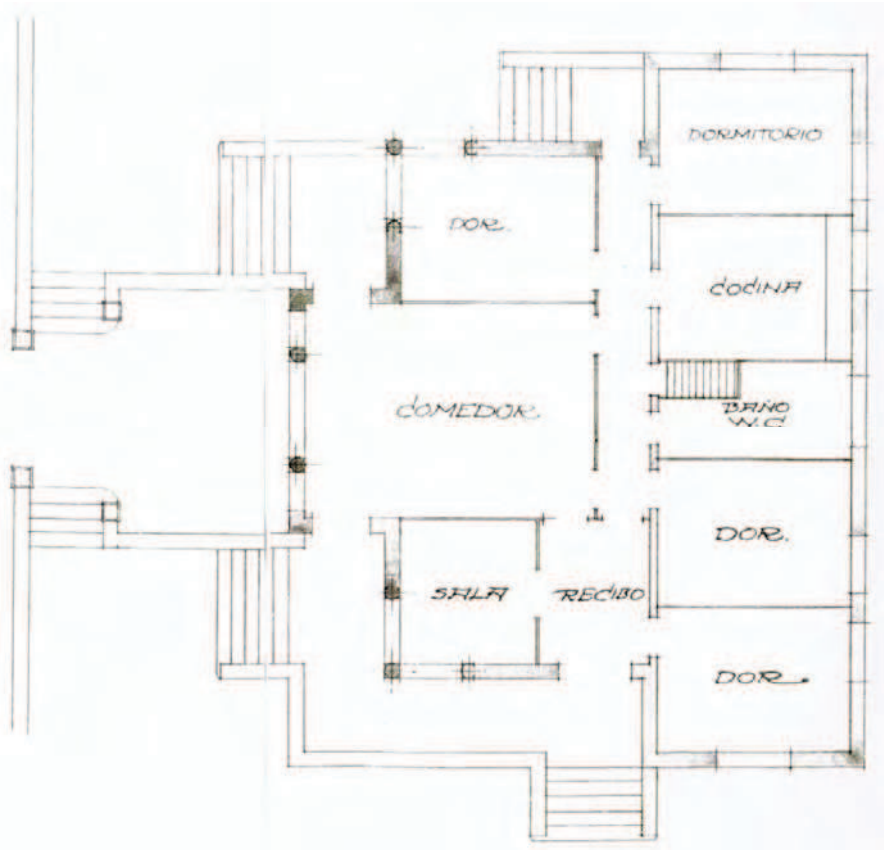 DORMITORIO
DOR.
COCINA
COMEDOR.
BAÑO
W.C
DOR.
SALA
RECIBO
DOR.